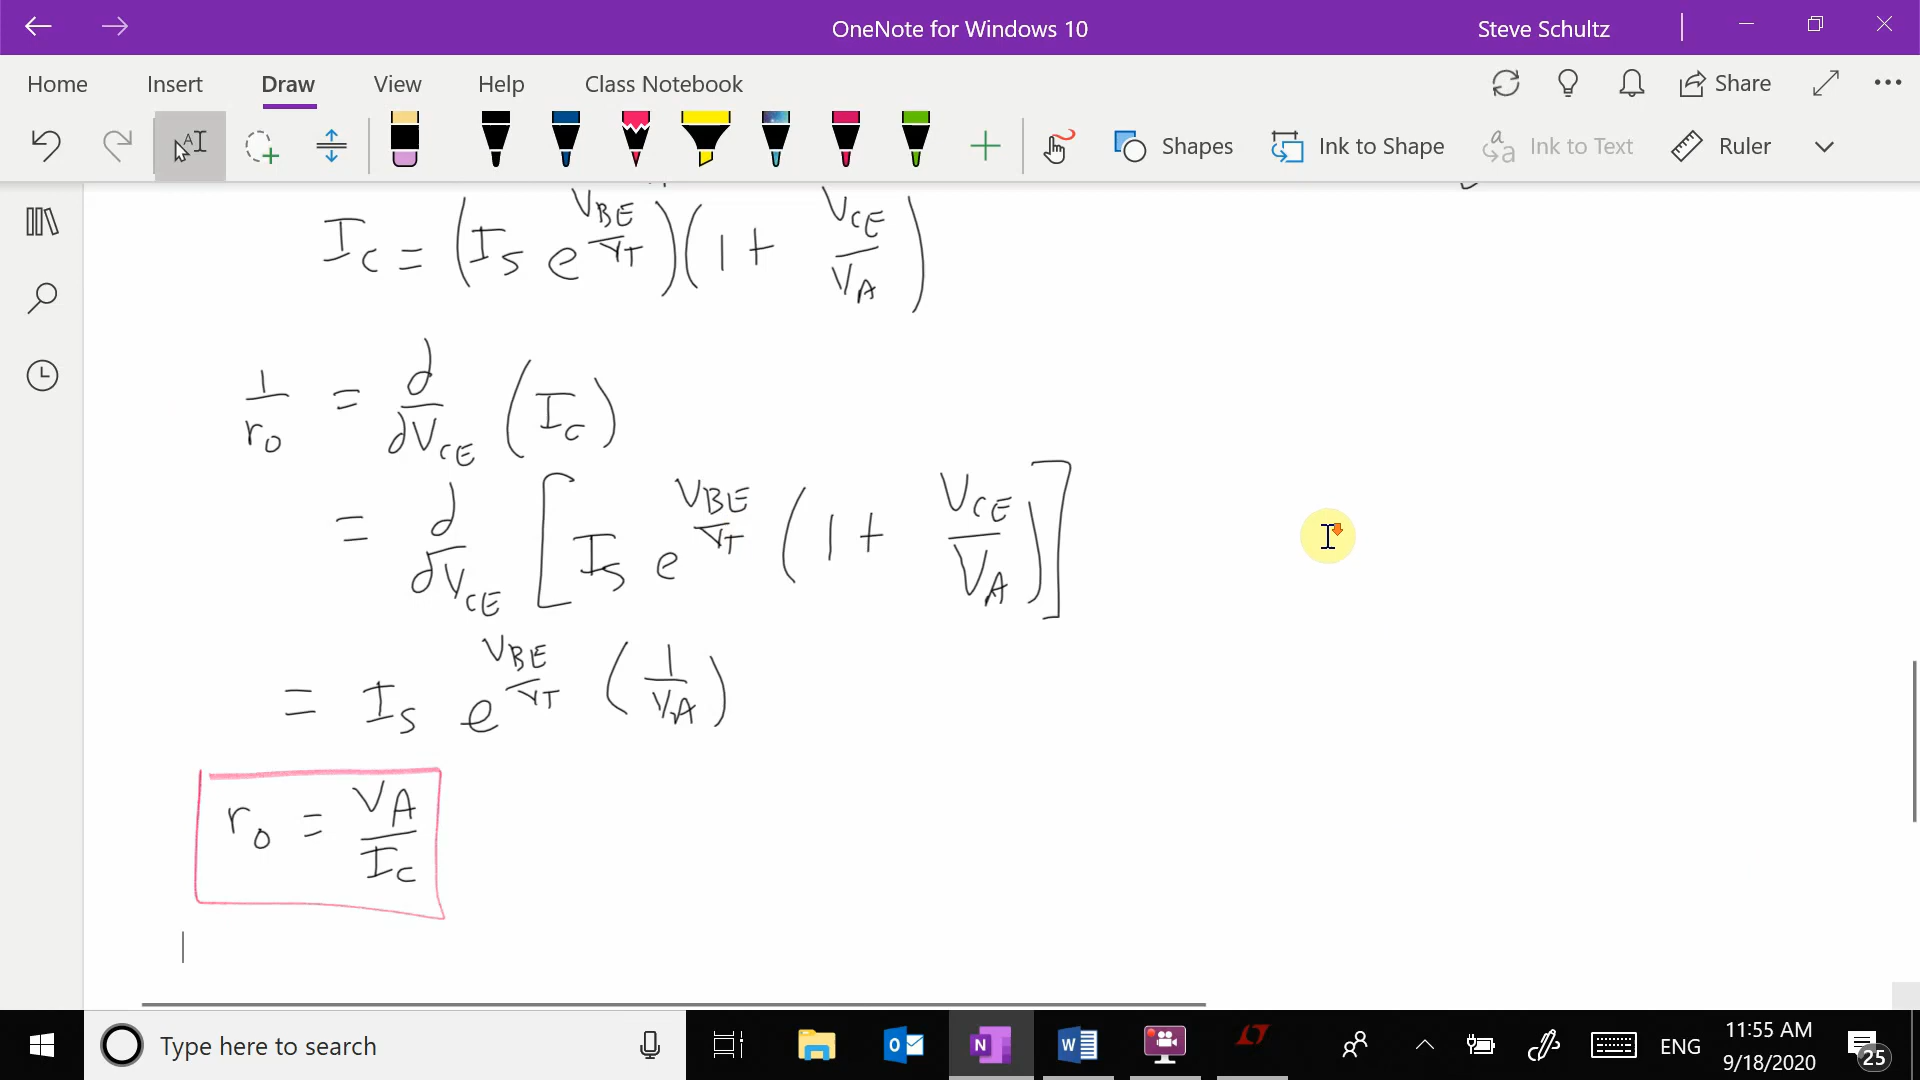 OneNote for Windows 10
Steve Schultz
Home Insert Draw View Help Class Notebook
Share
Shapes Ink to Shape Ink to Text Ruler
I_C = (I_S e^(V_BE/V_T))(1 + V_CE/V_A)
1/r_o = ∂/∂V_CE (I_C)
= ∂/∂V_CE [I_S e^(V_BE/V_T) (1 + V_CE/V_A)]
= I_S e^(V_BE/V_T) (1/V_A)
r_o = V_A/I_C
Type here to search
ENG
11:55 AM
9/18/2020
25